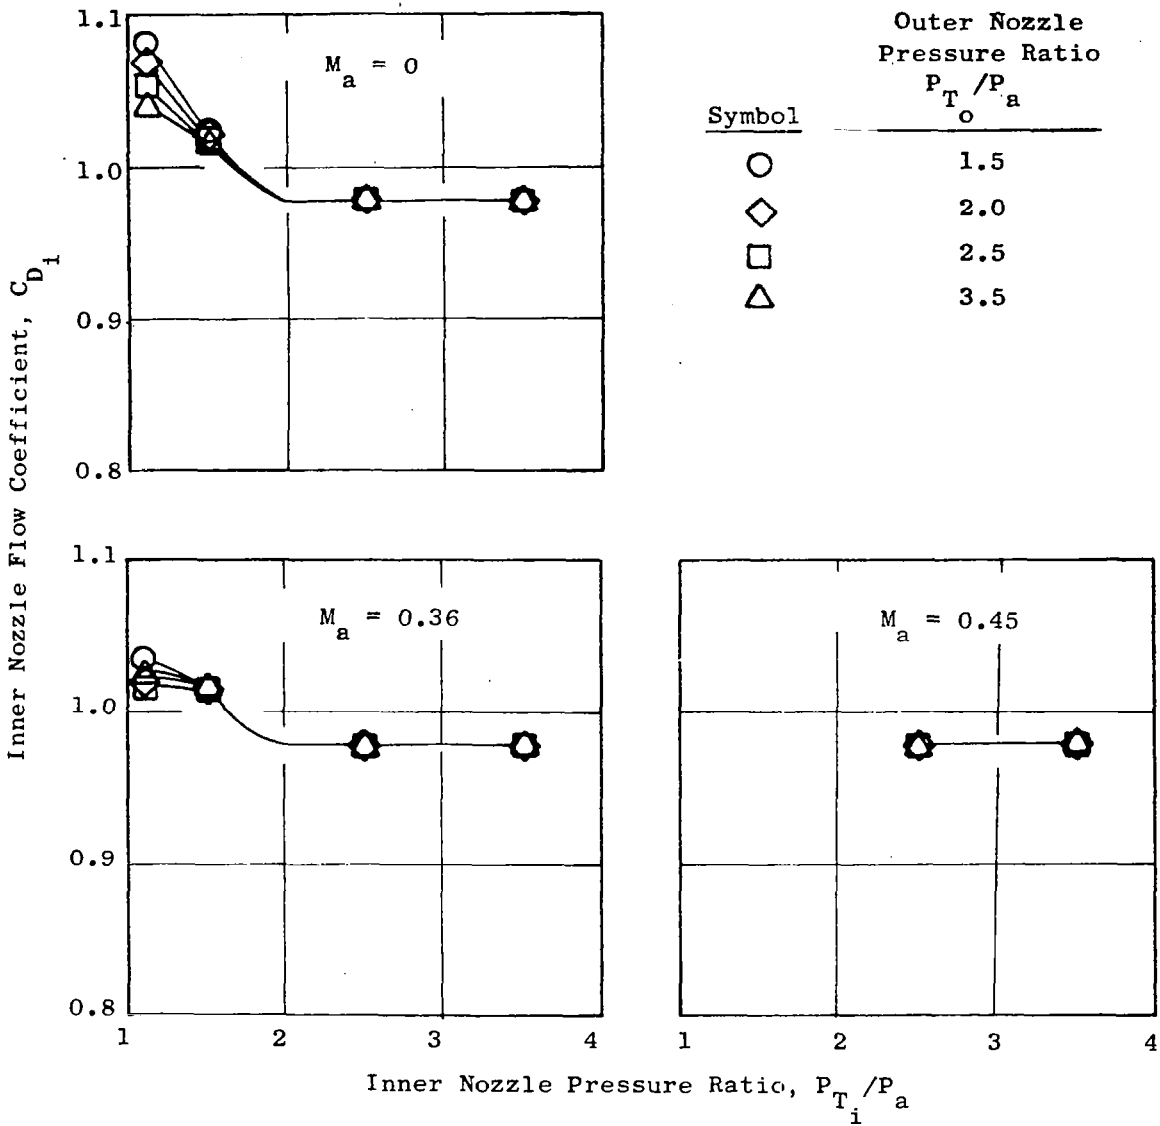 Inner Nozzle Flow Coefficient, C_D_i
1.1
1.0
0.9
0.8
M_a = 0
Outer Nozzle
Pressure Ratio
P_T_o/P_a
Symbol
1.5
2.0
2.5
3.5
1.1
1.0
0.9
0.8
M_a = 0.36
1 2 3 4
M_a = 0.45
1 2 3 4
Inner Nozzle Pressure Ratio, P_T_i/P_a